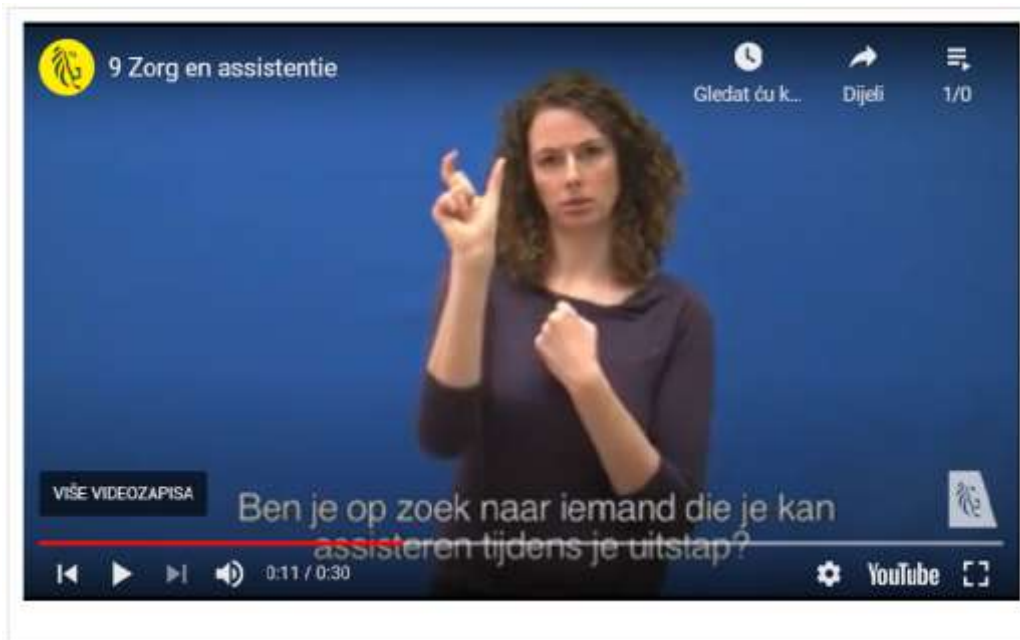 9 Zorg en assistentie
Gledat ću k...
Dijeli
1/0
VIŠE VIDEOZAPISA
Ben je op zoek naar iemand die je kan
assisteren tijdens je uitstap?
0:11 / 0:30
YouTube